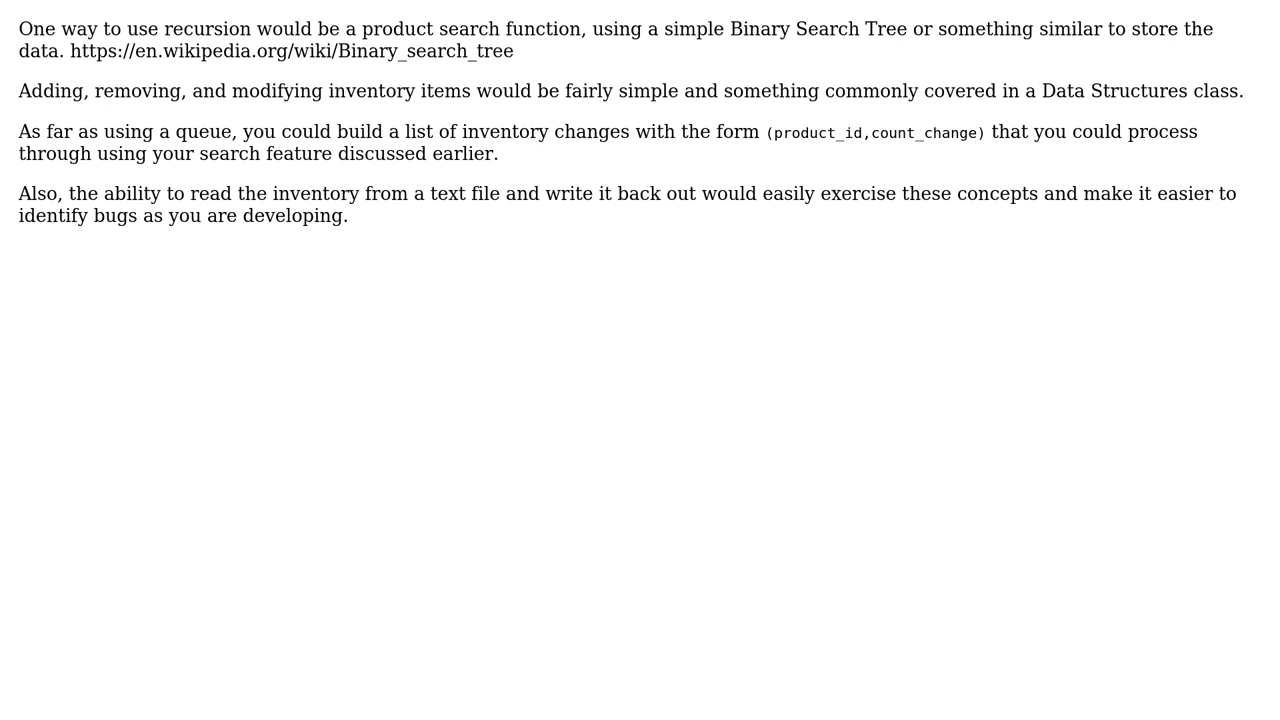 One way to use recursion would be a product search function, using a simple Binary Search Tree or something similar to store the
data. https://en.wikipedia.org/wiki/Binary_search_tree
Adding, removing, and modifying inventory items would be fairly simple and something commonly covered in a Data Structures class.
As far as using a queue, you could build a list of inventory changes with the form (product_id,count_change) that you could process
through using your search feature discussed earlier.
Also, the ability to read the inventory from a text file and write it back out would easily exercise these concepts and make it easier to
identify bugs as you are developing.